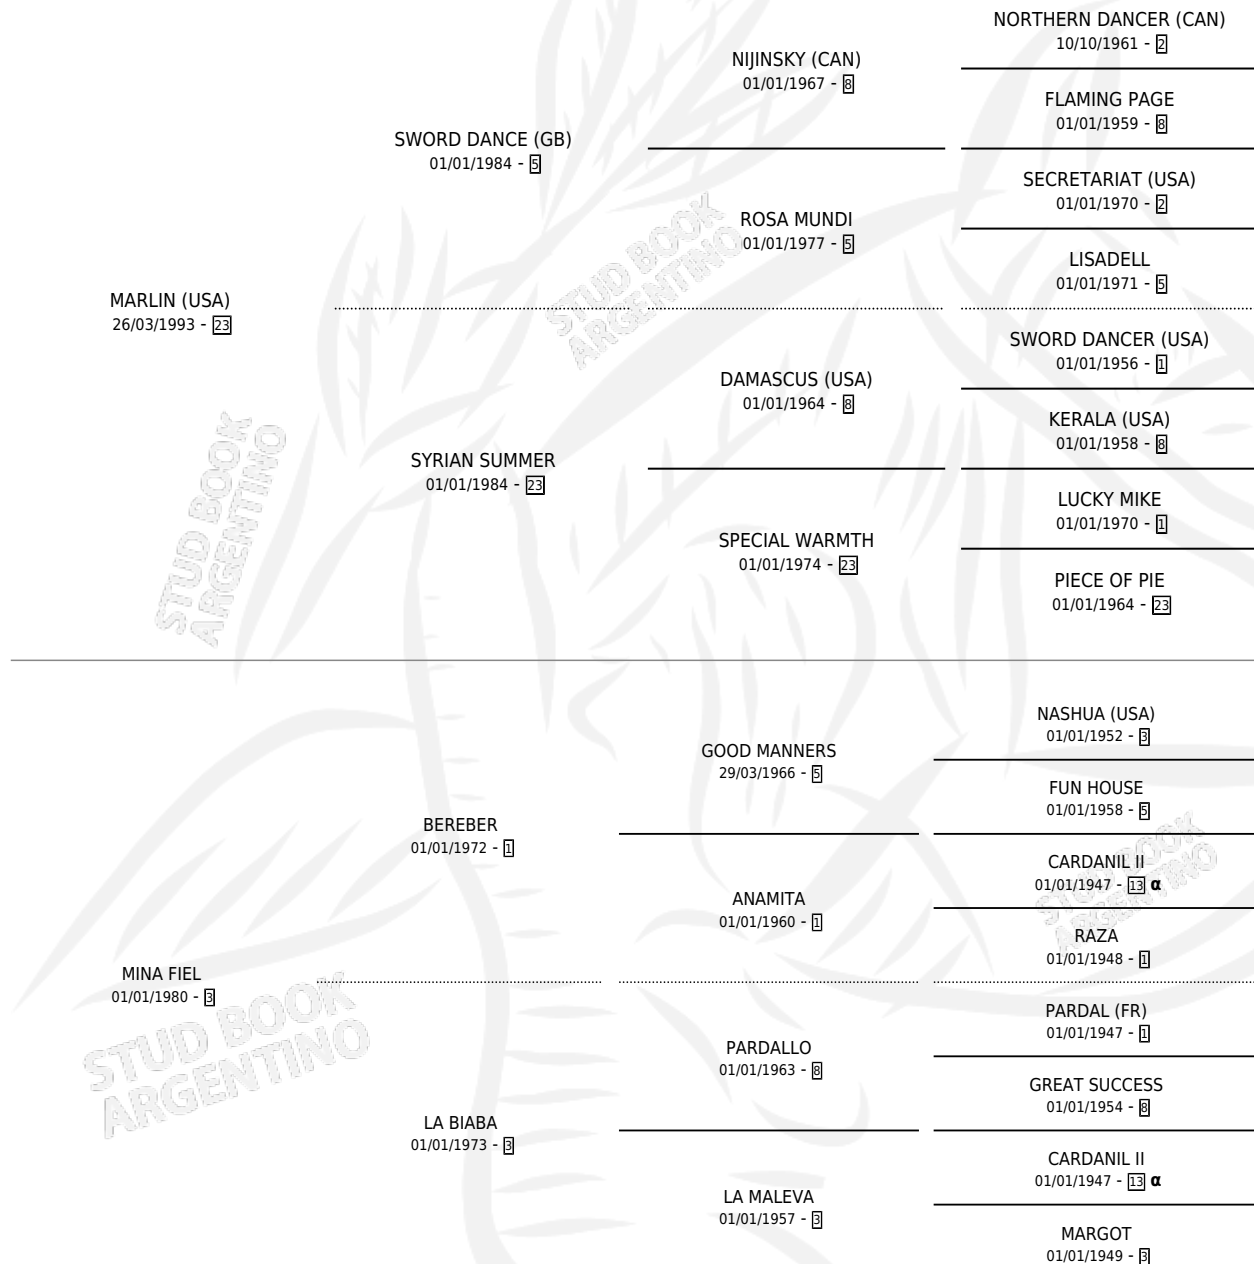 NORTHERN DANCER (CAN)
10/10/1961 - 2
NIJINSKY (CAN)
01/01/1967 - 8
FLAMING PAGE
01/01/1959 - 8
SWORD DANCE (GB)
01/01/1984 - 5
SECRETARIAT (USA)
01/01/1970 - 2
ROSA MUNDI
01/01/1977 - 5
LISADELL
01/01/1971 - 5
MARLIN (USA)
26/03/1993 - 23
SWORD DANCER (USA)
01/01/1956 - 1
DAMASCUS (USA)
01/01/1964 - 8
KERALA (USA)
01/01/1958 - 8
SYRIAN SUMMER
01/01/1984 - 23
LUCKY MIKE
01/01/1970 - 1
SPECIAL WARMTH
01/01/1974 - 23
PIECE OF PIE
01/01/1964 - 23
NASHUA (USA)
01/01/1952 - 3
GOOD MANNERS
29/03/1966 - 5
FUN HOUSE
01/01/1958 - 5
BEREBER
01/01/1972 - 1
CARDANIL II
01/01/1947 - 13 α
ANAMITA
01/01/1960 - 1
RAZA
01/01/1948 - 1
MINA FIEL
01/01/1980 - 3
PARDAL (FR)
01/01/1947 - 1
PARDALLO
01/01/1963 - 8
GREAT SUCCESS
01/01/1954 - 8
LA BIABA
01/01/1973 - 3
CARDANIL II
01/01/1947 - 13 α
LA MALEVA
01/01/1957 - 3
MARGOT
01/01/1949 - 3
STUD BOOK
ARGENTINO
STUD BOOK
ARGENTINO
STUD BOOK
ARGENTINO
STUD BOOK
ARGENTINO